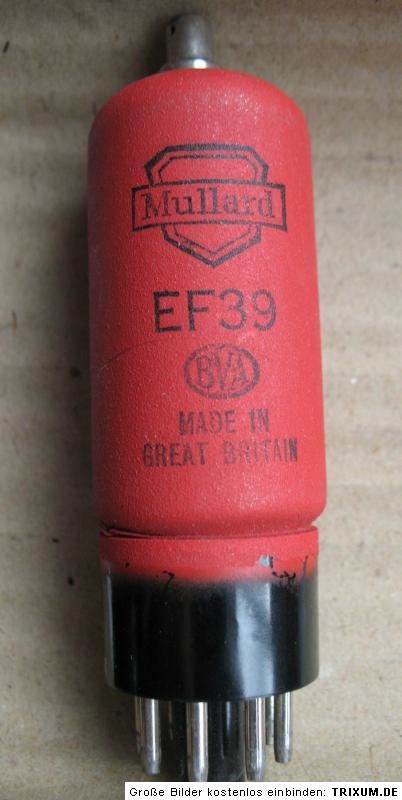 Mullard
EF39
BVA
MADE IN
GREAT BRITAIN
Große Bilder kostenlos einbinden: TRIXUM.DE